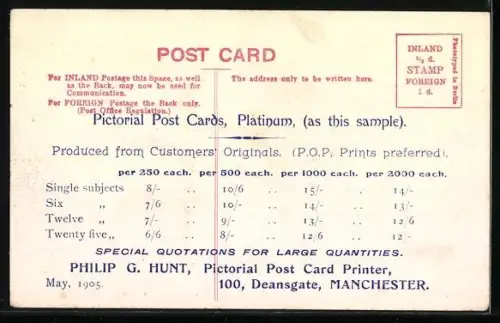 POST CARD
For INLAND Postage this Space, as well
as the Back, may now be used for
Communication.
For FOREIGN Postage the Back only.
(Post Office Regulation.)
The address only to be written here.
INLAND
½ d.
STAMP
FOREIGN
1 d.
Phototyped in Berlin
Pictorial Post Cards, Platinum, (as this sample).
Produced from Customers' Originals. (P.O.P. Prints preferred).
per 250 each. per 500 each. per 1000 each. per 2000 each.
Single subjects 8/- .. 10/6 .. 15/- .. 14/-
Six „ 7/6 .. 10/- .. 14/- .. 13/-
Twelve „ 7/- .. 9/- .. 13/- .. 12/6
Twenty five „ 6/6 .. 8/- .. 12/6 .. 12 -
SPECIAL QUOTATIONS FOR LARGE QUANTITIES.
PHILIP G. HUNT, Pictorial Post Card Printer,
May, 1905. 100, Deansgate, MANCHESTER.